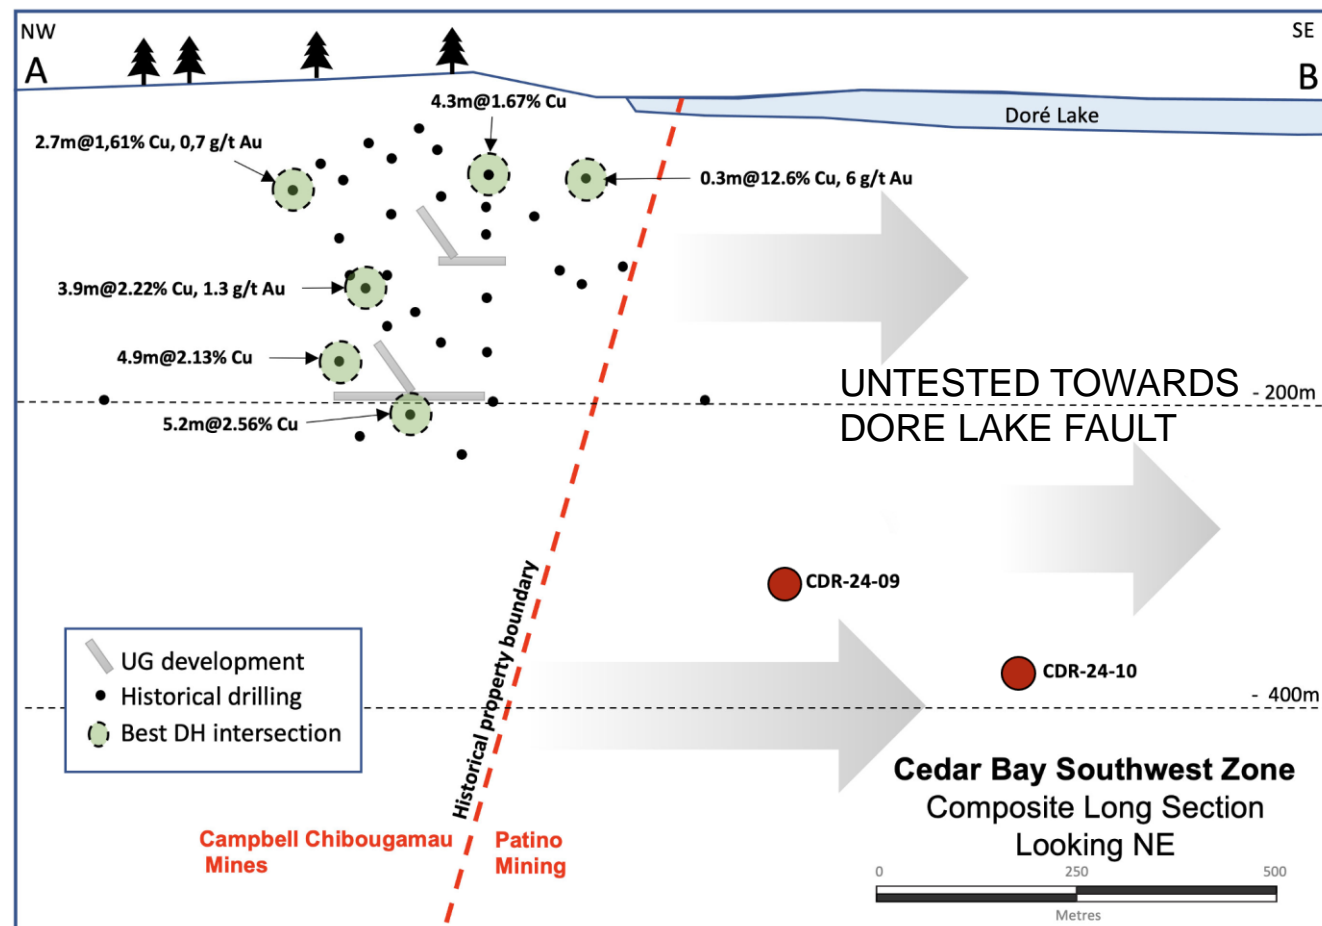 NW
SE
A
B
4.3m@1.67% Cu
Doré Lake
2.7m@1,61% Cu, 0,7 g/t Au
0.3m@12.6% Cu, 6 g/t Au
3.9m@2.22% Cu, 1.3 g/t Au
4.9m@2.13% Cu
UNTESTED TOWARDS
- 200m
DORE LAKE FAULT
5.2m@2.56% Cu
CDR-24-09
Historical property boundary
UG development
CDR-24-10
Historical drilling
- 400m
Best DH intersection
Cedar Bay Southwest Zone
Composite Long Section
Looking NE
Campbell Chibougamau
Mines
Patino
Mining
0 250 500
Metres